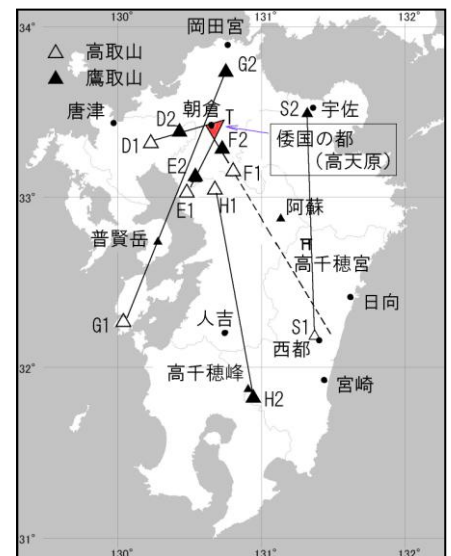 130° 131° 132°
34°
岡田宮
△ 高取山
▲ 鷹取山
G2
朝倉
唐津
D2
D1
T
S2
宇佐
倭国の都
(高天原)
F2
E2
F1
33°
E1
H1
阿蘇
普賢岳
高千穂宮
日向
G1
人吉
S1
西都
32°
高千穂峰
宮崎
H2
31°
130° 131° 132°